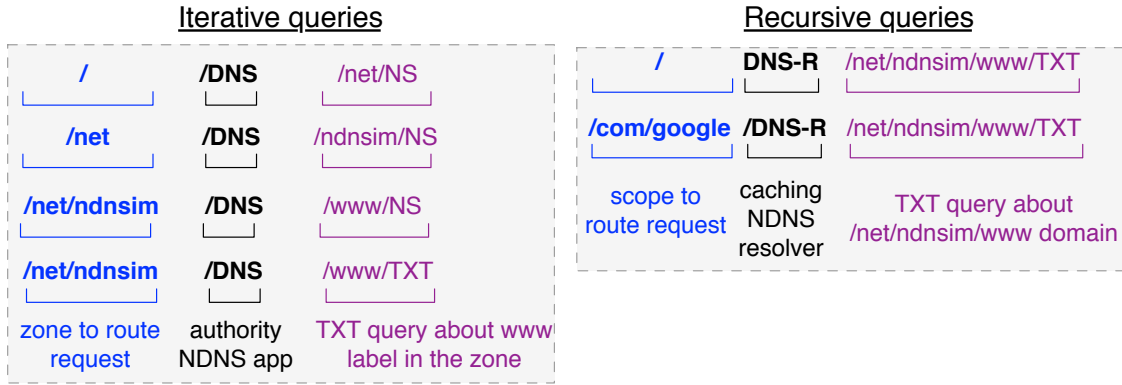 Iterative queries
/ /DNS /net/NS
/net /DNS /ndnsim/NS
/net/ndnsim /DNS /www/NS
/net/ndnsim /DNS /www/TXT
zone to route authority TXT query about www
request NDNS app label in the zone
Recursive queries
/ DNS-R /net/ndnsim/www/TXT
/com/google /DNS-R /net/ndnsim/www/TXT
scope to
route request
caching
NDNS
resolver
TXT query about
/net/ndnsim/www domain